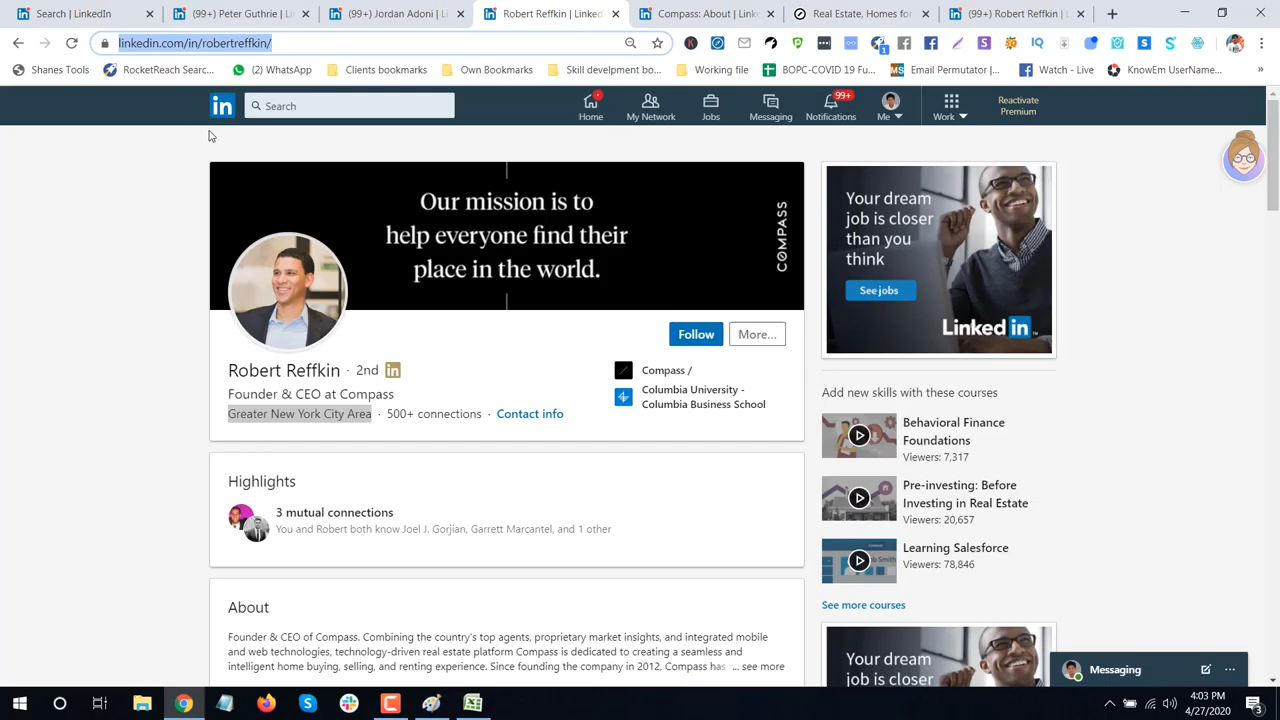 (99+) Peter Guthrie | Lin
Search | LinkedIn
(99+) Jordan Adoni | Li
Robert Reffkin | Linked
Compass: About | Linke
Real Estate, Homes for
(99+) Robert Reffkin | L
linkedin.com/in/robertreffkin/
Shanes Tools
RocketReach Searc...
(2) WhatsApp
Clients bookmarks
Own Bookmarks
Skill develpment bo...
Working file
BOPC-COVID 19 Fu...
Email Permutator |...
Watch - Live
KnowEm UserName...
in
Search
Home
My Network
Jobs
Messaging
99+
Notifications
Me
Work
Reactivate
Premium
Our mission is to
help everyone find their
place in the world.
COMPASS
Follow
More...
Robert Reffkin · 2nd in
Founder & CEO at Compass
Greater New York City Area · 500+ connections · Contact info
Compass /
Columbia University -
Columbia Business School
Highlights
3 mutual connections
You and Robert both know Joel J. Gorjian, Garrett Marcantel, and 1 other
About
Founder & CEO of Compass. Combining the country's top agents, proprietary market insights, and integrated mobile
and web technologies, technology-driven real estate platform Compass is dedicated to creating a seamless and
intelligent home buying, selling, and renting experience. Since founding the company in 2012, Compass has ... see more
Your dream
job is closer
than you
think
See jobs
Linked in
Add new skills with these courses
Behavioral Finance
Foundations
Viewers: 7,317
Pre-investing: Before
Investing in Real Estate
Viewers: 20,657
Learning Salesforce
Viewers: 78,846
See more courses
Your dream
job is closer
Messaging
4:03 PM
4/27/2020
3